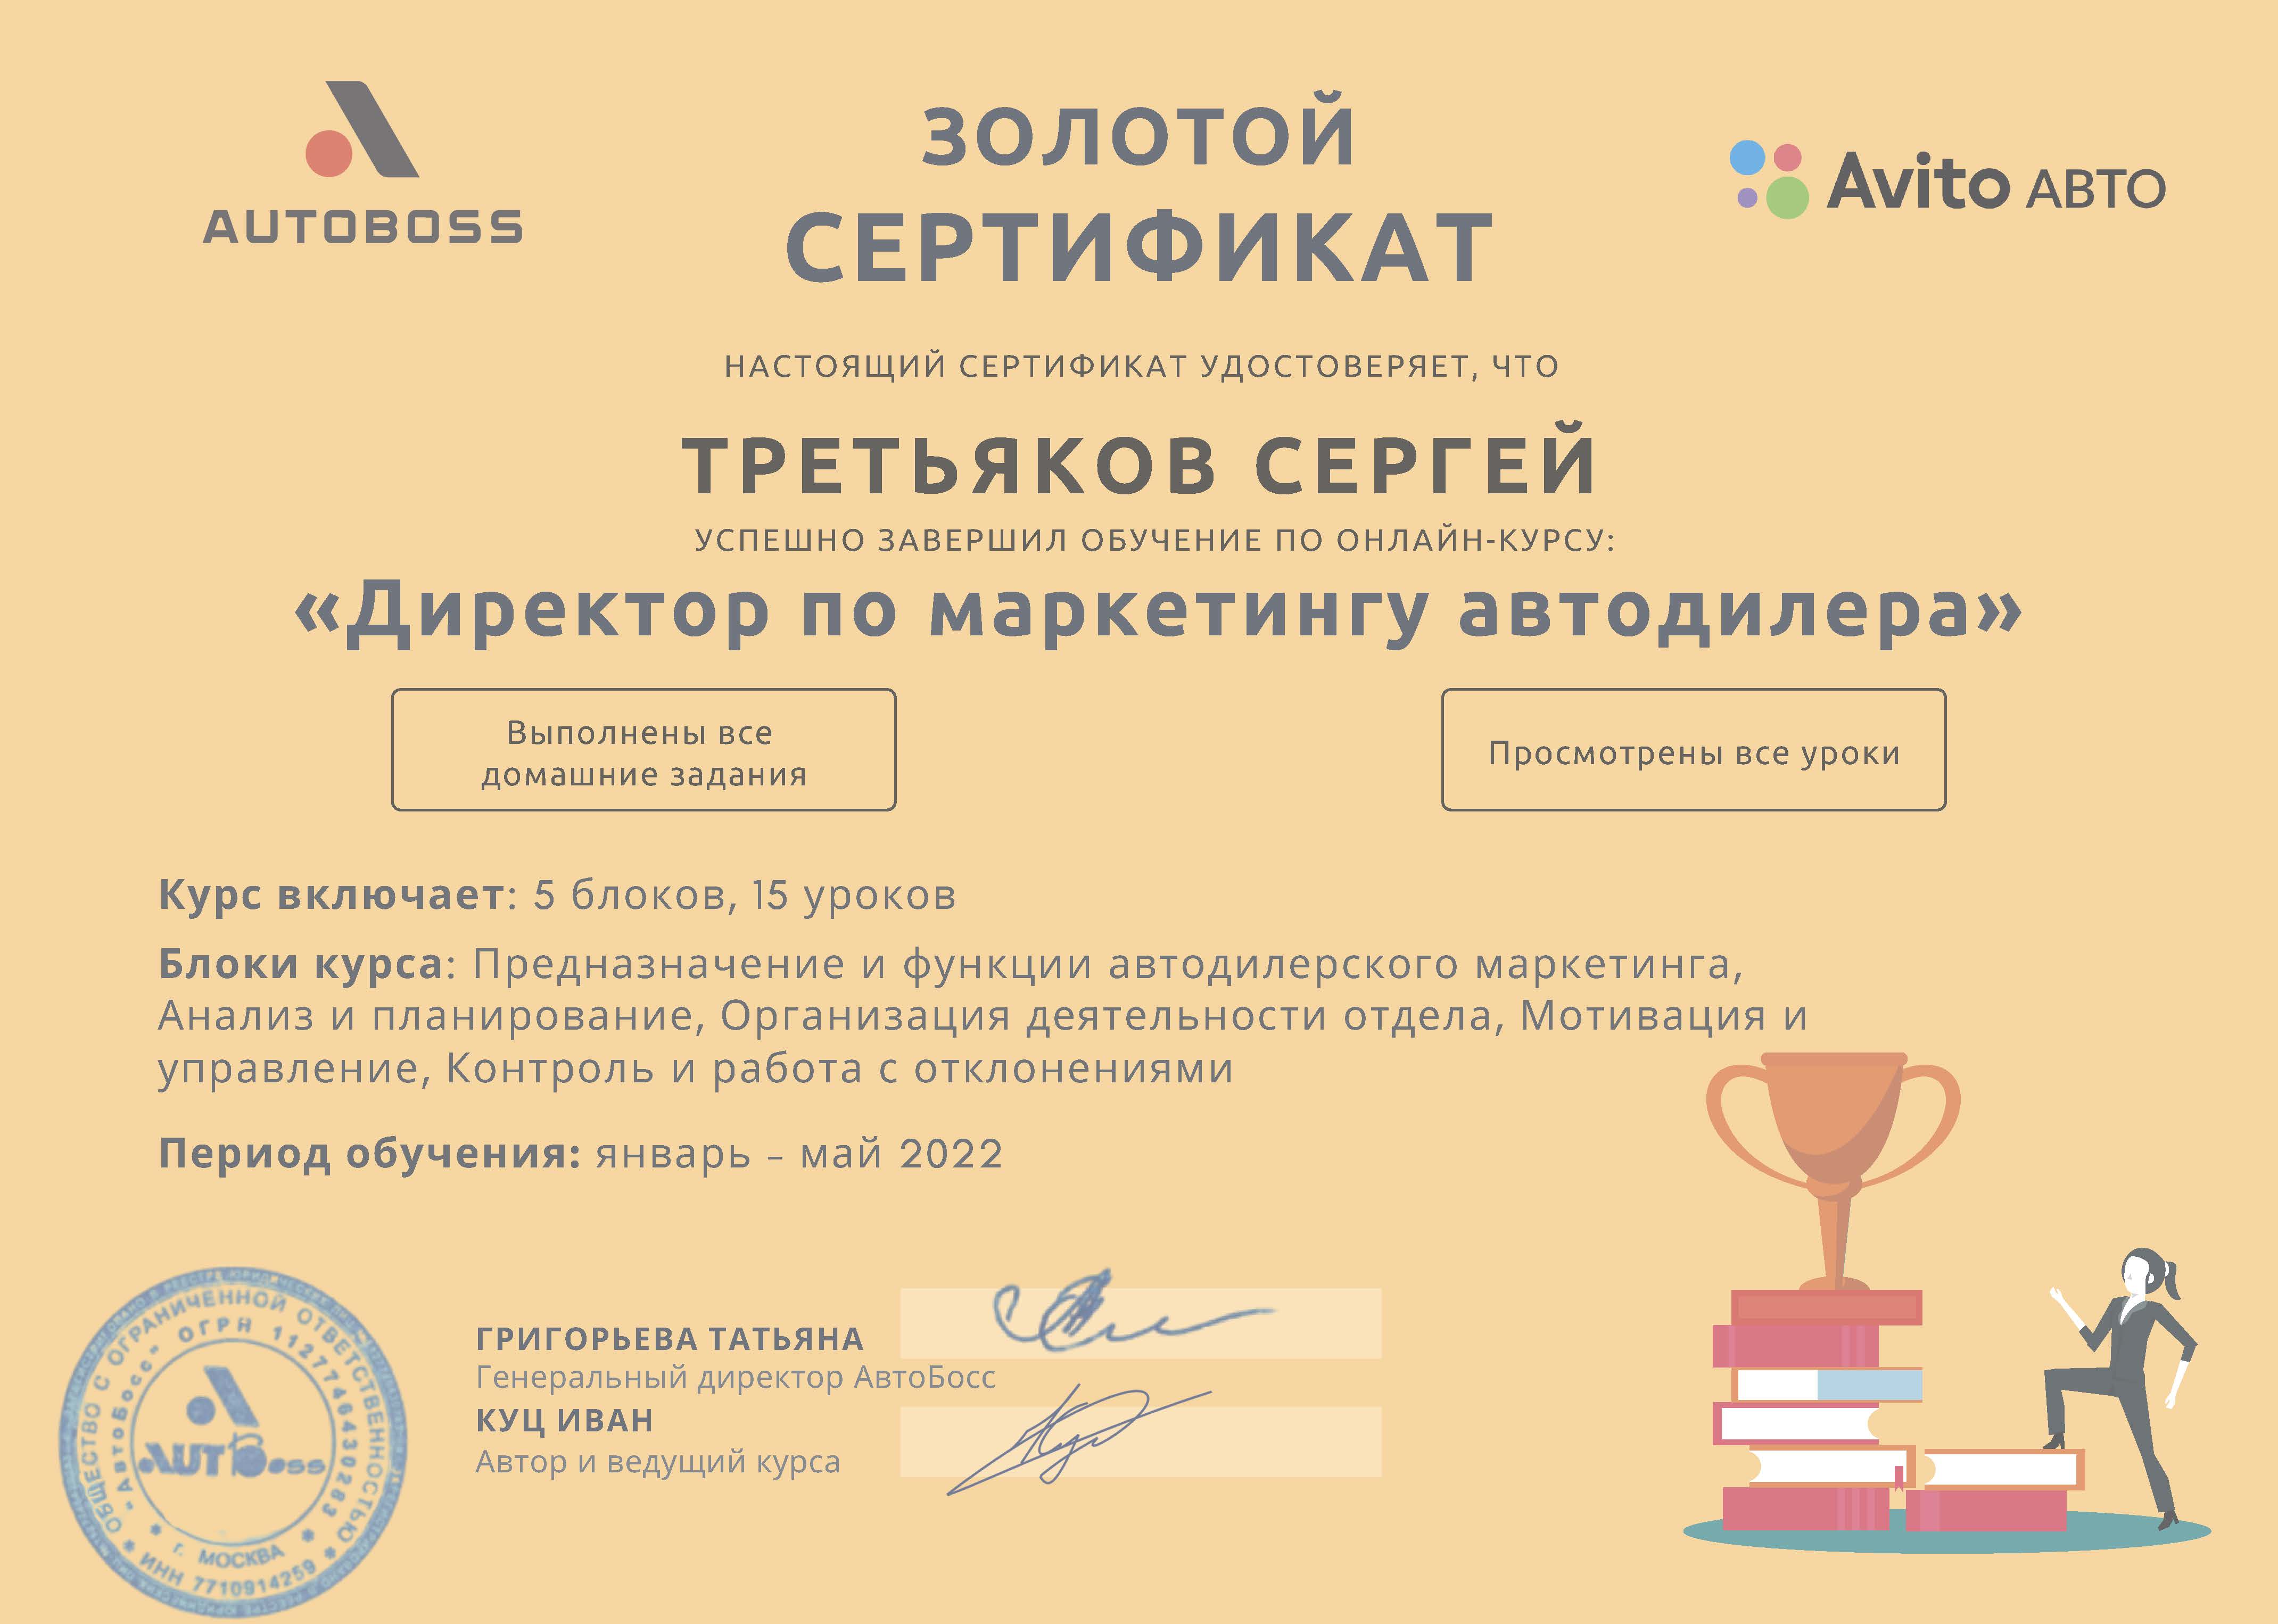 AUTOBOSS
ЗОЛОТОЙ
СЕРТИФИКАТ
Avito АВТО
НАСТОЯЩИЙ СЕРТИФИКАТ УДОСТОВЕРЯЕТ, ЧТО
ТРЕТЬЯКОВ СЕРГЕЙ
УСПЕШНО ЗАВЕРШИЛ ОБУЧЕНИЕ ПО ОНЛАЙН-КУРСУ:
«Директор по маркетингу автодилера»
Выполнены все
домашние задания
Просмотрены все уроки
Курс включает: 5 блоков, 15 уроков
Блоки курса: Предназначение и функции автодилерского маркетинга,
Анализ и планирование, Организация деятельности отдела, Мотивация и
управление, Контроль и работа с отклонениями
Период обучения: январь – май 2022
ГРИГОРЬЕВА ТАТЬЯНА
Генеральный директор АвтоБосс
КУЦ ИВАН
Автор и ведущий курса
ОБЩЕСТВО С ОГРАНИЧЕННОЙ ОТВЕТСТВЕННОСТЬЮ
"АвтоБосс" ОГРН 1127746430283
г. МОСКВА
ИНН 7710914259